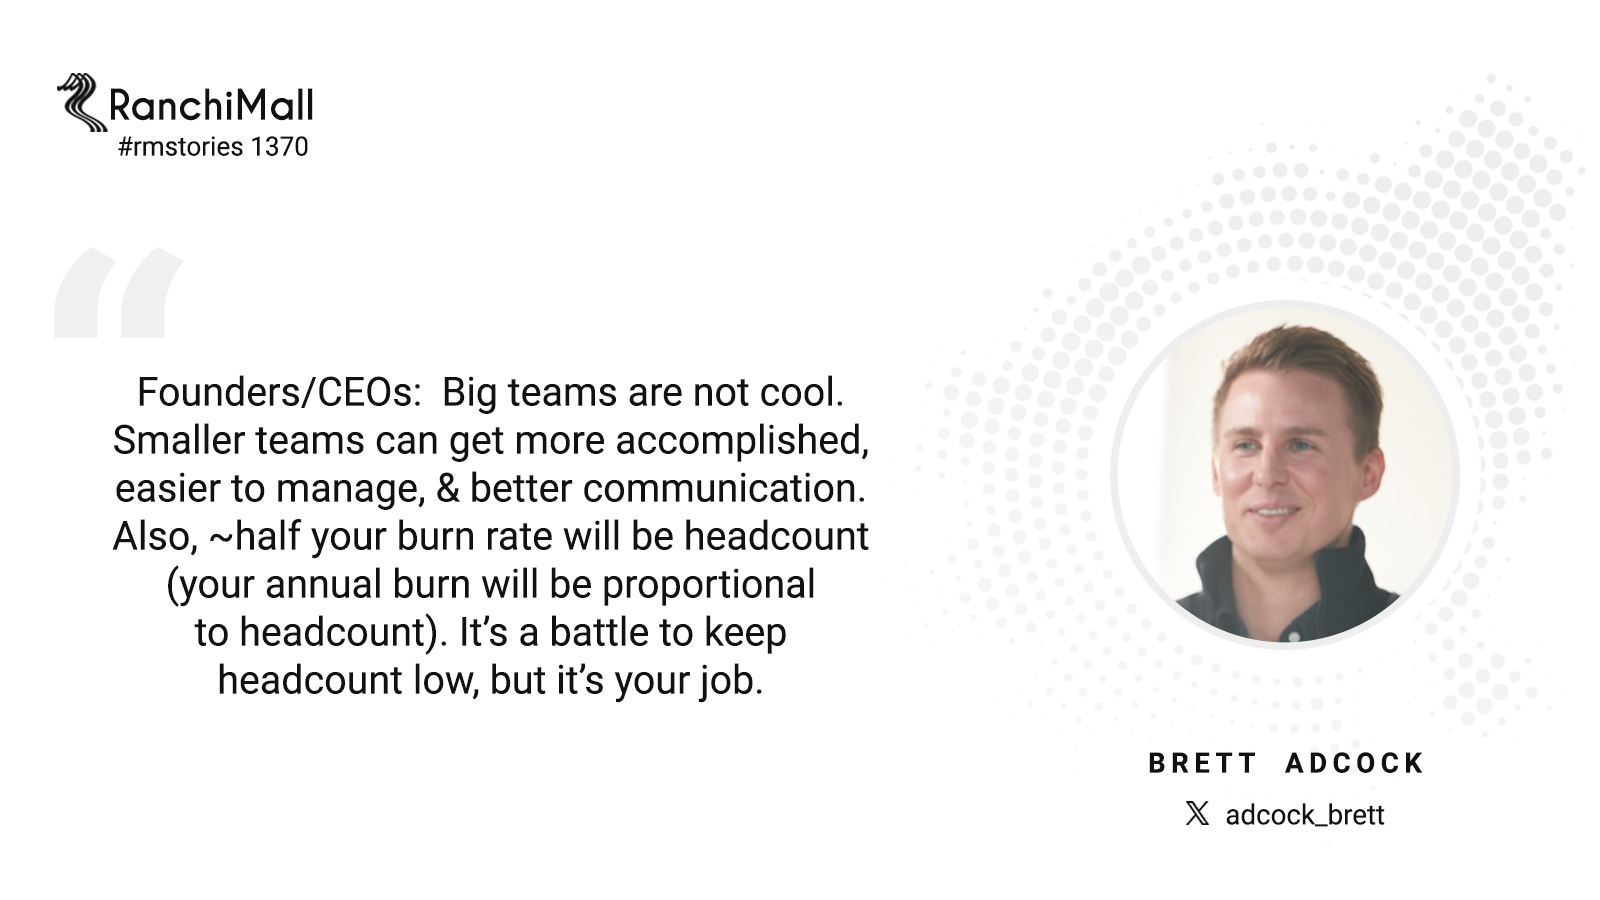 RanchiMall
#rmstories 1370
“
Founders/CEOs:  Big teams are not cool.
Smaller teams can get more accomplished,
easier to manage, & better communication.
Also, ~half your burn rate will be headcount
(your annual burn will be proportional
to headcount). It’s a battle to keep
headcount low, but it’s your job.
BRETT ADCOCK
𝕏 adcock_brett